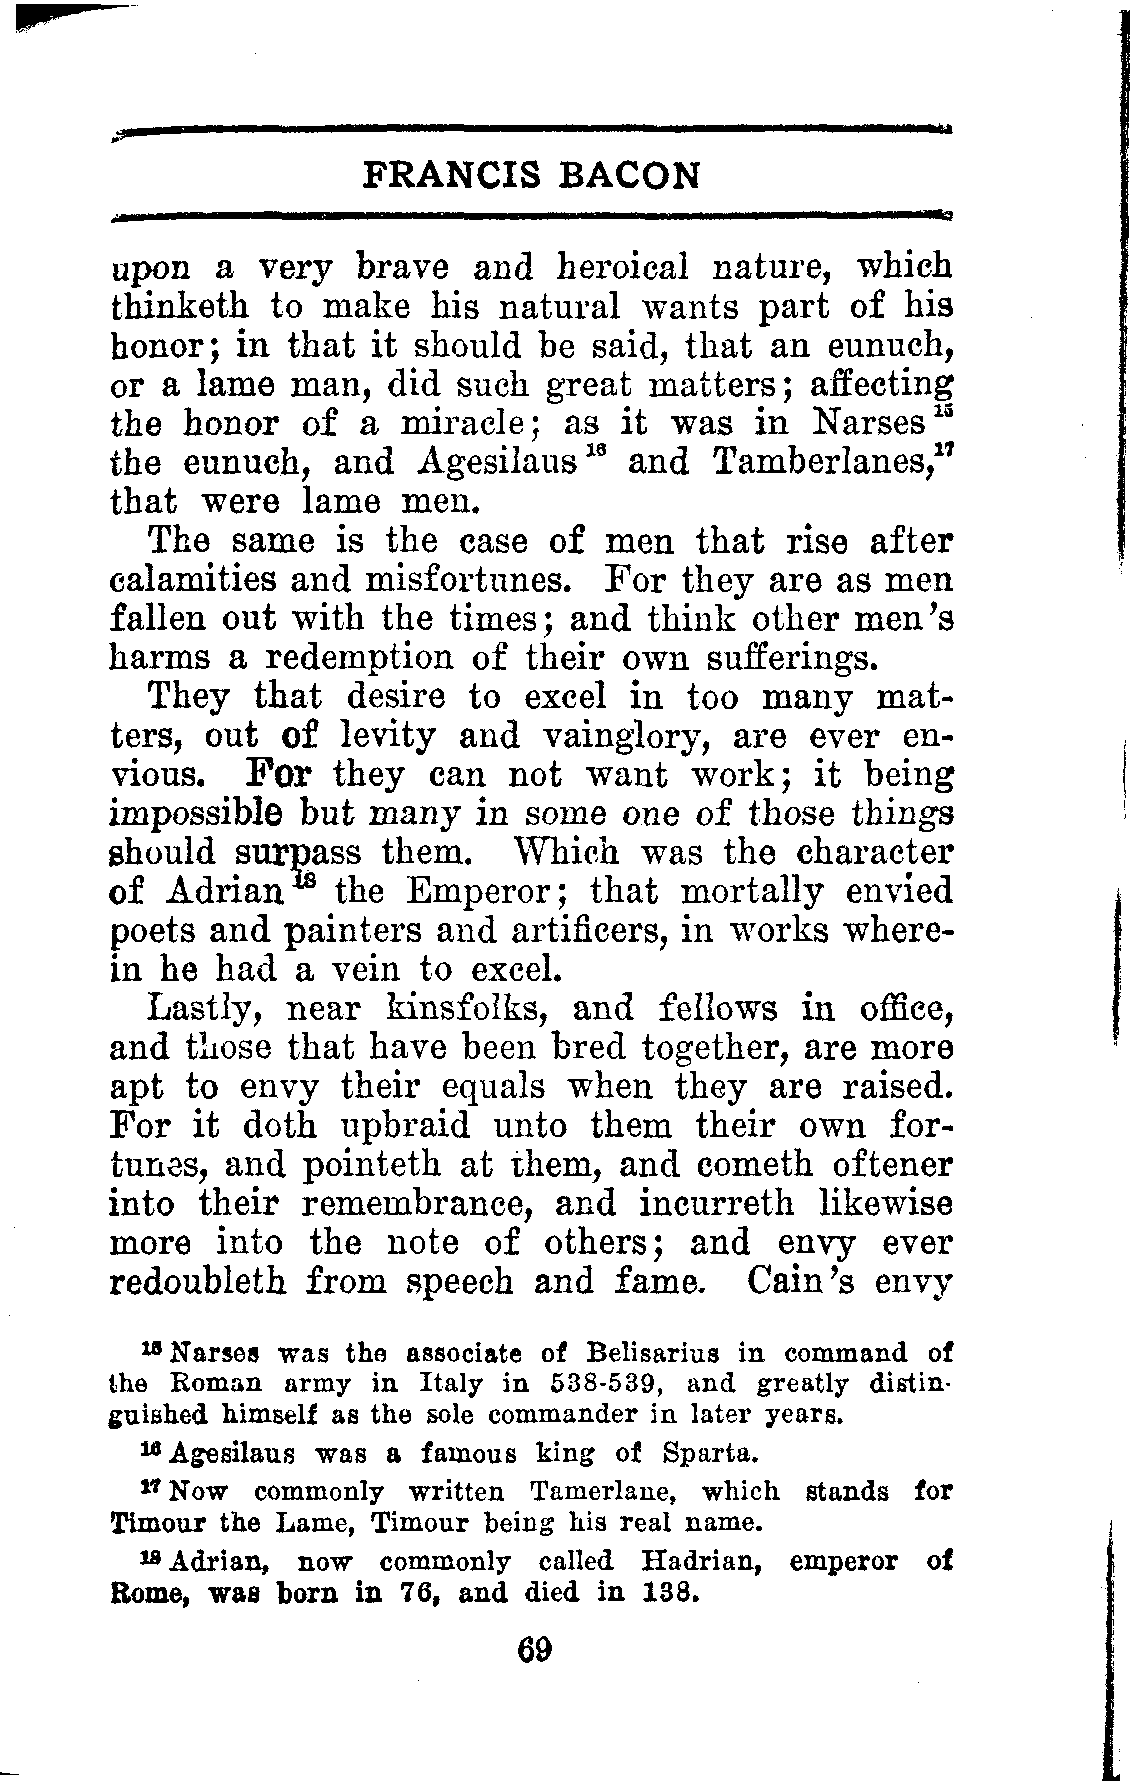 FRANCIS BACON
upon a very brave and heroical nature, which
thinketh to make his natural wants part of his
honor; in that it should be said, that an eunuch,
or a lame man, did such great matters; affecting
the honor of a miracle; as it was in Narses¹⁵
the eunuch, and Agesilaus¹⁶ and Tamberlanes,¹⁷
that were lame men.
The same is the case of men that rise after
calamities and misfortunes. For they are as men
fallen out with the times; and think other men's
harms a redemption of their own sufferings.
They that desire to excel in too many mat-
ters, out of levity and vainglory, are ever en-
vious. For they can not want work; it being
impossible but many in some one of those things
should surpass them. Which was the character
of Adrian¹⁸ the Emperor; that mortally envied
poets and painters and artificers, in works where-
in he had a vein to excel.
Lastly, near kinsfolks, and fellows in office,
and those that have been bred together, are more
apt to envy their equals when they are raised.
For it doth upbraid unto them their own for-
tunes, and pointeth at them, and cometh oftener
into their remembrance, and incurreth likewise
more into the note of others; and envy ever
redoubleth from speech and fame. Cain's envy
¹⁵ Narses was the associate of Belisarius in command of
the Roman army in Italy in 538-539, and greatly distin-
guished himself as the sole commander in later years.
¹⁶ Agesilaus was a famous king of Sparta.
¹⁷ Now commonly written Tamerlane, which stands for
Timour the Lame, Timour being his real name.
¹⁸ Adrian, now commonly called Hadrian, emperor of
Rome, was born in 76, and died in 138.
69